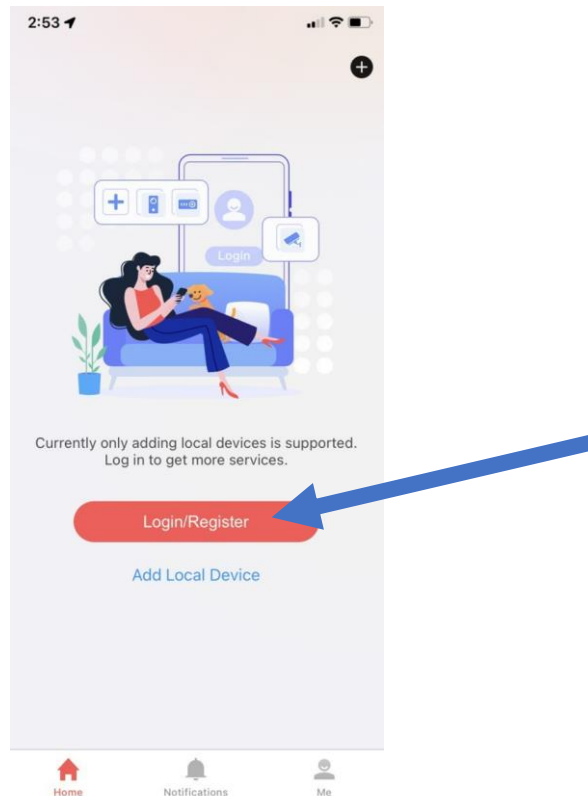 2:53
Login
Currently only adding local devices is supported.
Log in to get more services.
Login/Register
Add Local Device
Home
Notifications
Me